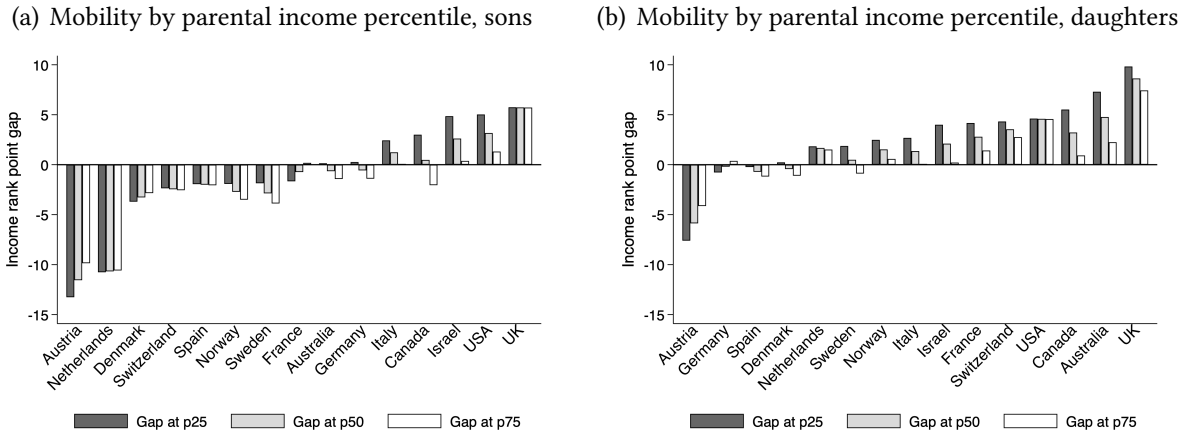 (a) Mobility by parental income percentile, sons
Income rank point gap
10
5
0
-5
-10
-15
Austria
Netherlands
Denmark
Switzerland
Spain
Norway
Sweden
France
Australia
Germany
Italy
Canada
Israel
USA
UK
Gap at p25 Gap at p50 Gap at p75
(b) Mobility by parental income percentile, daughters
Income rank point gap
10
5
0
-5
-10
-15
Austria
Germany
Spain
Denmark
Netherlands
Sweden
Norway
Italy
Israel
France
Switzerland
USA
Canada
Australia
UK
Gap at p25 Gap at p50 Gap at p75